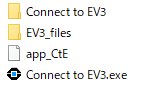 Connect to EV3
EV3_files
app_CtE
Connect to EV3.exe